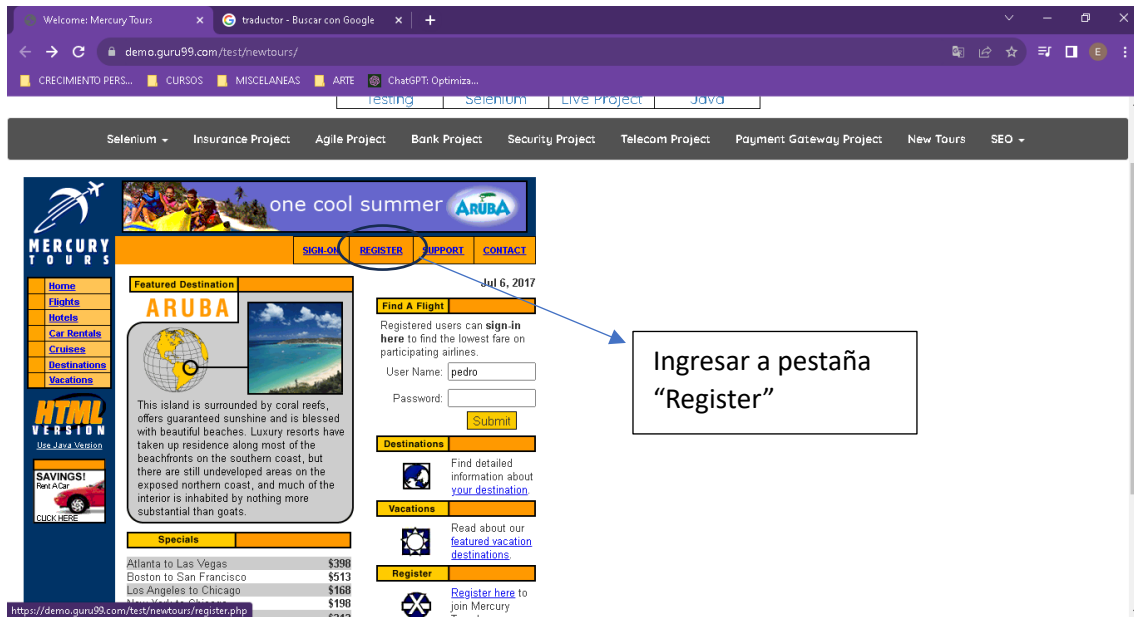 Welcome: Mercury Tours
traductor - Buscar con Google
demo.guru99.com/test/newtours/
E
CRECIMIENTO PERS...
CURSOS
MISCELANEAS
ARTE
ChatGPT: Optimiza...
Testing
Selenium
Live Project
Java
Selenium
Insurance Project
Agile Project
Bank Project
Security Project
Telecom Project
Payment Gateway Project
New Tours
SEO
one cool summer
ARUBA
MERCURY
TOURS
SIGN-ON
REGISTER
SUPPORT
CONTACT
Home
Flights
Hotels
Car Rentals
Cruises
Destinations
Vacations
HTML
VERSION
Use Java Version
SAVINGS!
Rent A Car
CLICK HERE
Featured Destination
ARUBA
This island is surrounded by coral reefs,
offers guaranteed sunshine and is blessed
with beautiful beaches. Luxury resorts have
taken up residence along most of the
beachfronts on the southern coast, but
there are still undeveloped areas on the
exposed northern coast, and much of the
interior is inhabited by nothing more
substantial than goats.
Specials
Atlanta to Las Vegas $398
Boston to San Francisco $513
Los Angeles to Chicago $168
New York to Chicago $198
Jul 6, 2017
Find A Flight
Registered users can sign-in
here to find the lowest fare on
participating airlines.
User Name: pedro
Password:
Submit
Destinations
Find detailed
information about
your destination.
Vacations
Read about our
featured vacation
destinations.
Register
Register here to
join Mercury
Ingresar a pestaña
“Register”
https://demo.guru99.com/test/newtours/register.php